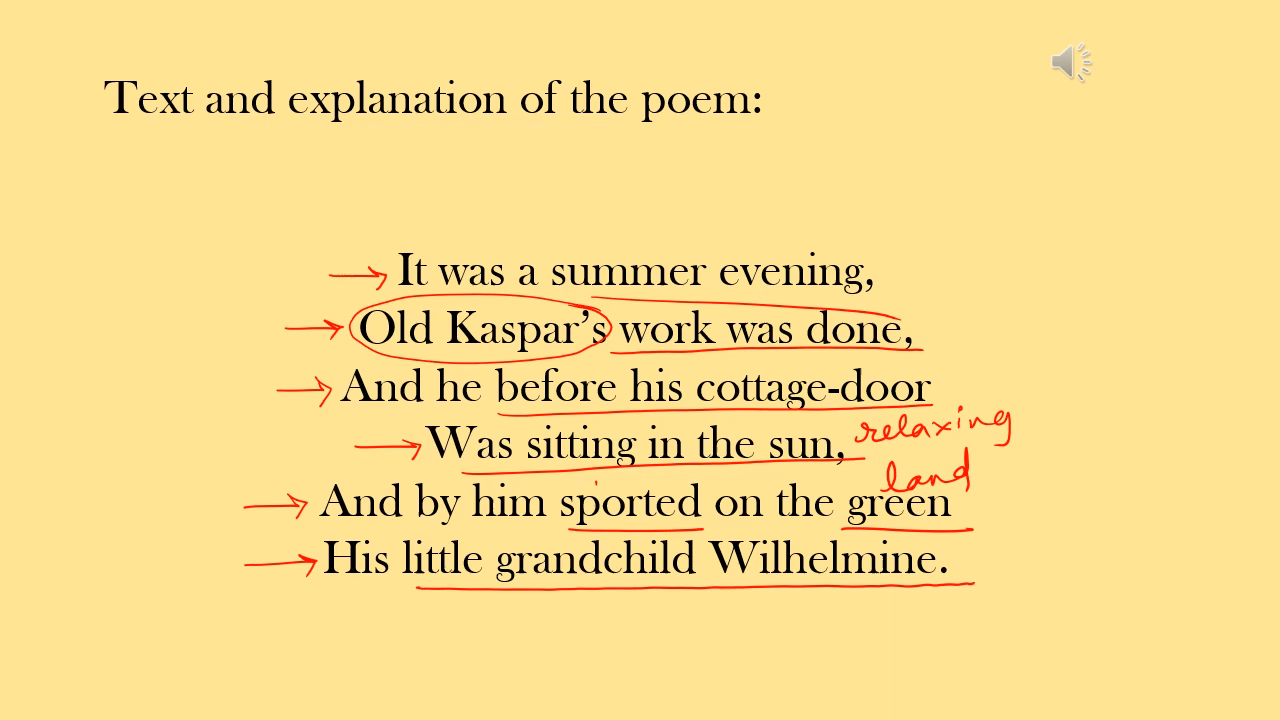 Text and explanation of the poem:
It was a summer evening,
Old Kaspar's work was done,
And he before his cottage-door
Was sitting in the sun, relaxing
land
And by him sported on the green
His little grandchild Wilhelmine.